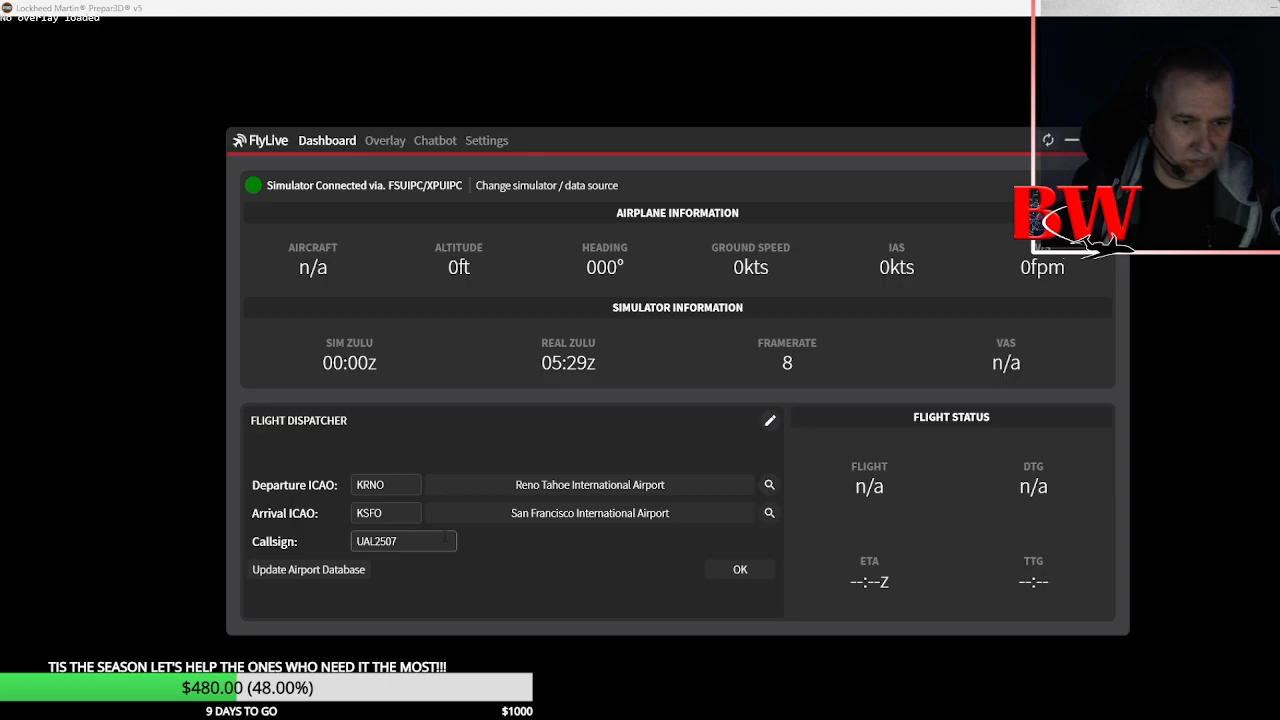 Lockheed Martin® Prepar3D® v5
No overlay loaded
FlyLive Dashboard Overlay Chatbot Settings
Simulator Connected via. FSUIPC/XPUIPC Change simulator / data source
AIRPLANE INFORMATION
AIRCRAFT ALTITUDE HEADING GROUND SPEED IAS
n/a 0ft 000° 0kts 0kts 0fpm
BW
SIMULATOR INFORMATION
SIM ZULU REAL ZULU FRAMERATE VAS
00:00z 05:29z 8 n/a
FLIGHT DISPATCHER
FLIGHT STATUS
Departure ICAO: KRNO Reno Tahoe International Airport
Arrival ICAO: KSFO San Francisco International Airport
Callsign: UAL2507
Update Airport Database OK
FLIGHT DTG
n/a n/a
ETA TTG
--:--z --:--
TIS THE SEASON LET'S HELP THE ONES WHO NEED IT THE MOST!!!
$480.00 (48.00%)
9 DAYS TO GO $1000